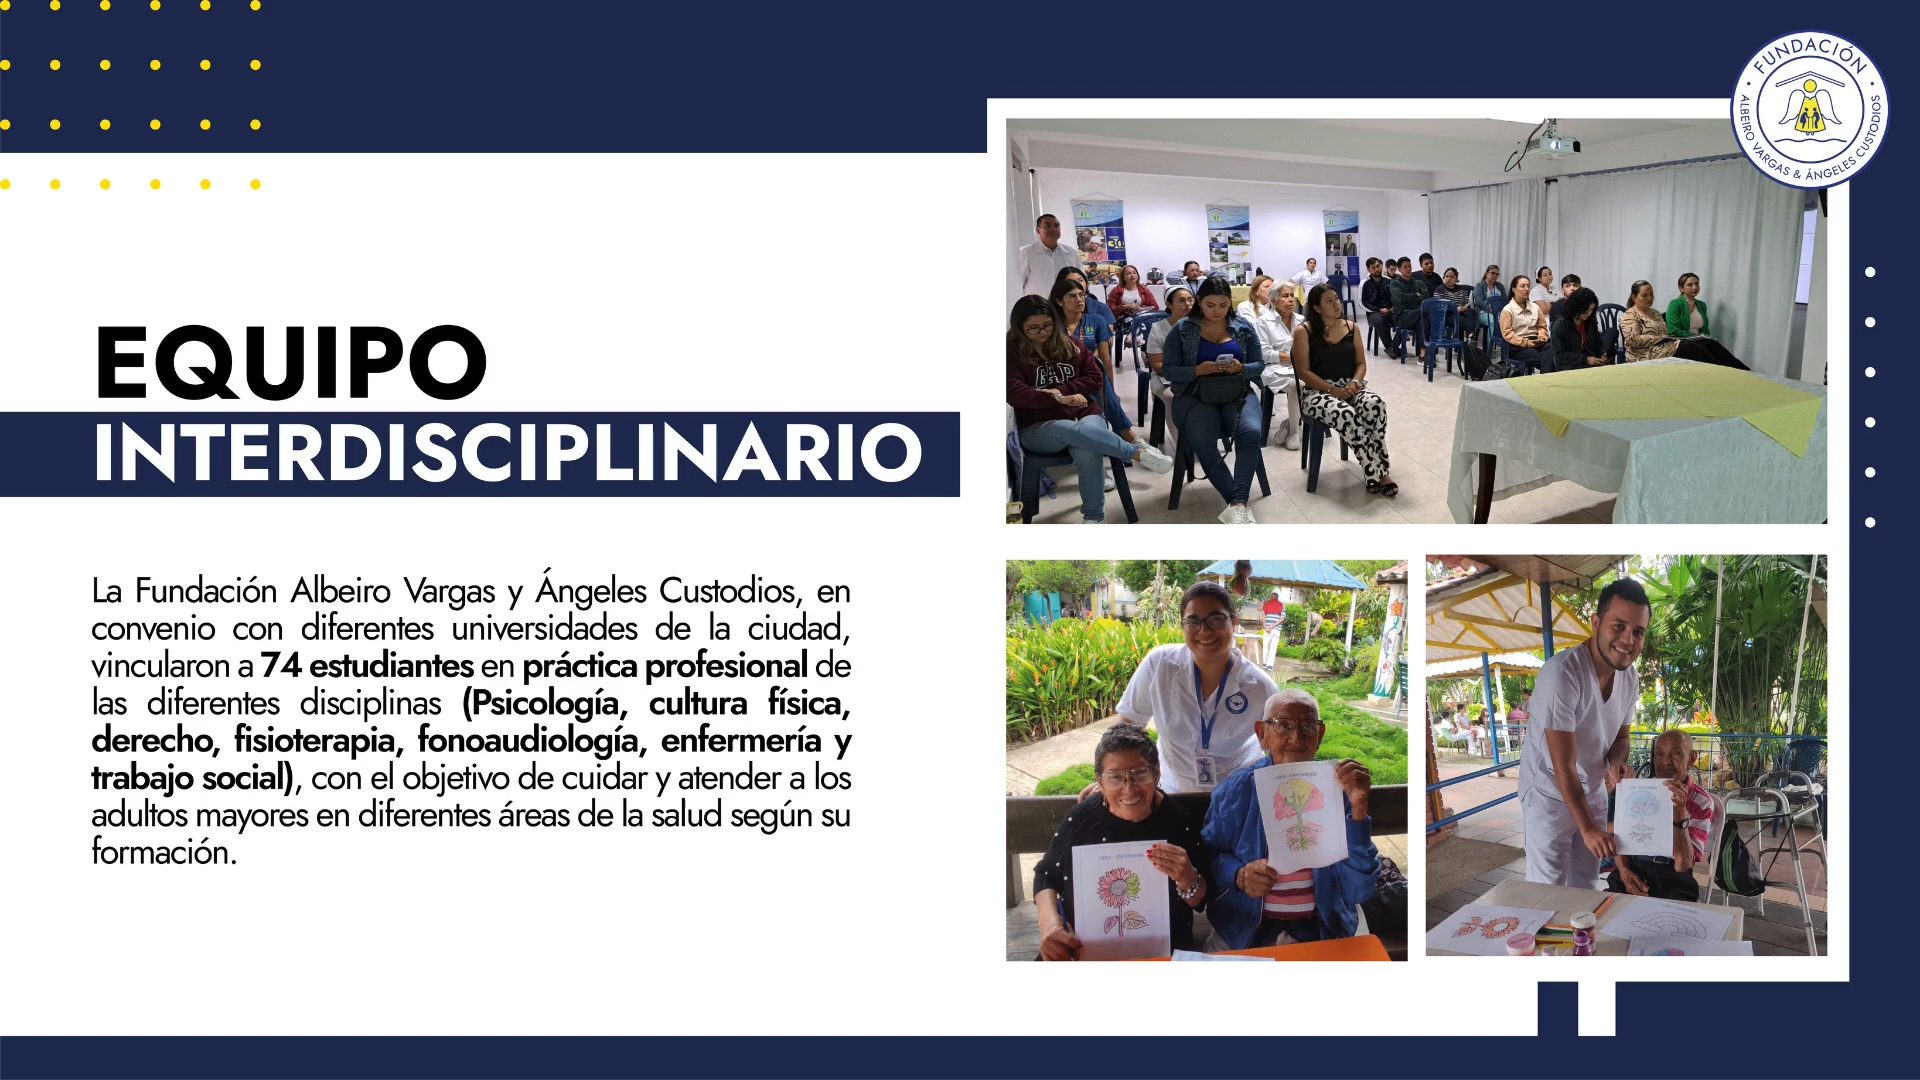 FUNDACIÓN
ALBEIRO VARGAS & ÁNGELES CUSTODIOS
EQUIPO
INTERDISCIPLINARIO
La Fundación Albeiro Vargas y Ángeles Custodios, en
convenio con diferentes universidades de la ciudad,
vincularon a 74 estudiantes en práctica profesional de
las diferentes disciplinas (Psicología, cultura física,
derecho, fisioterapia, fonoaudiología, enfermería y
trabajo social), con el objetivo de cuidar y atender a los
adultos mayores en diferentes áreas de la salud según su
formación.
GAP
30